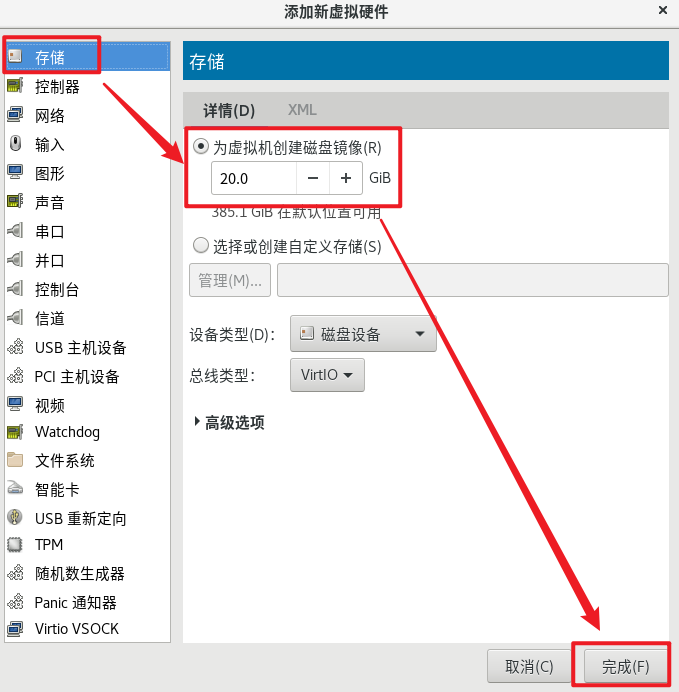 添加新虚拟硬件
存储
控制器
网络
输入
图形
声音
串口
并口
控制台
信道
USB 主机设备
PCI 主机设备
视频
Watchdog
文件系统
智能卡
USB 重新定向
TPM
随机数生成器
Panic 通知器
Virtio VSOCK
存储
详情(D) XML
为虚拟机创建磁盘镜像(R)
20.0 − + GiB
385.1 GiB 在默认位置可用
选择或创建自定义存储(S)
管理(M)...
设备类型(D): 磁盘设备
总线类型: VirtIO
高级选项
取消(C) 完成(F)